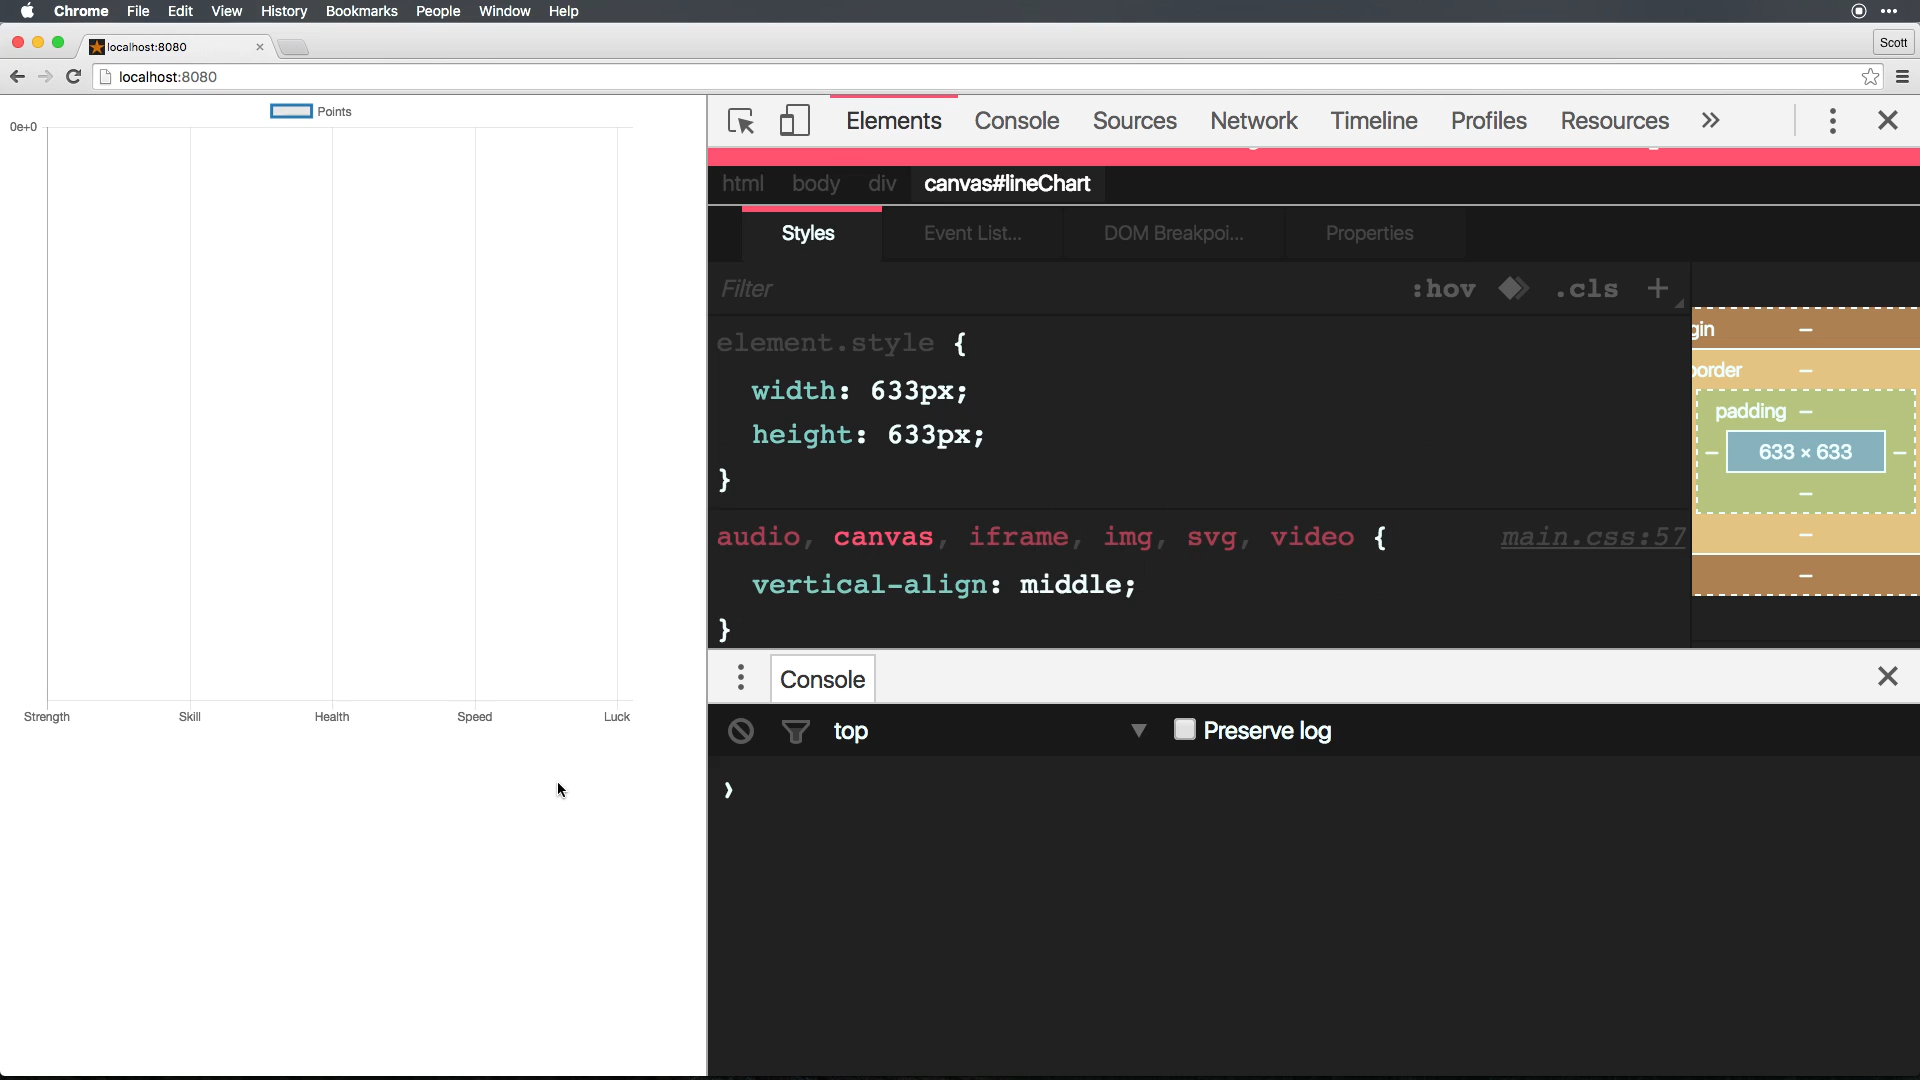 Chrome File Edit View History Bookmarks People Window Help
localhost:8080
Scott
localhost:8080
Points
0e+0
Strength Skill Health Speed Luck
Elements Console Sources Network Timeline Profiles Resources
html body div canvas#lineChart
Styles Event List... DOM Breakpoi... Properties
Filter :hov .cls +
element.style {
width: 633px;
height: 633px;
}
audio, canvas, iframe, img, svg, video { main.css:57
vertical-align: middle;
}
gin –
border –
padding –
– 633 × 633 –
–
–
–
Console
top Preserve log